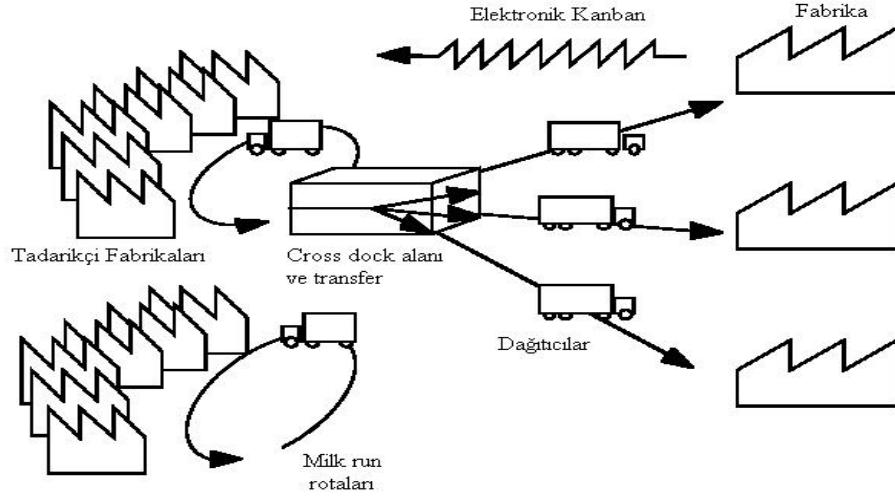 Elektronik Kanban
Fabrika
Tadarikçi Fabrikaları
Cross dock alanı
ve transfer
Dağıtıcılar
Milk run
rotaları